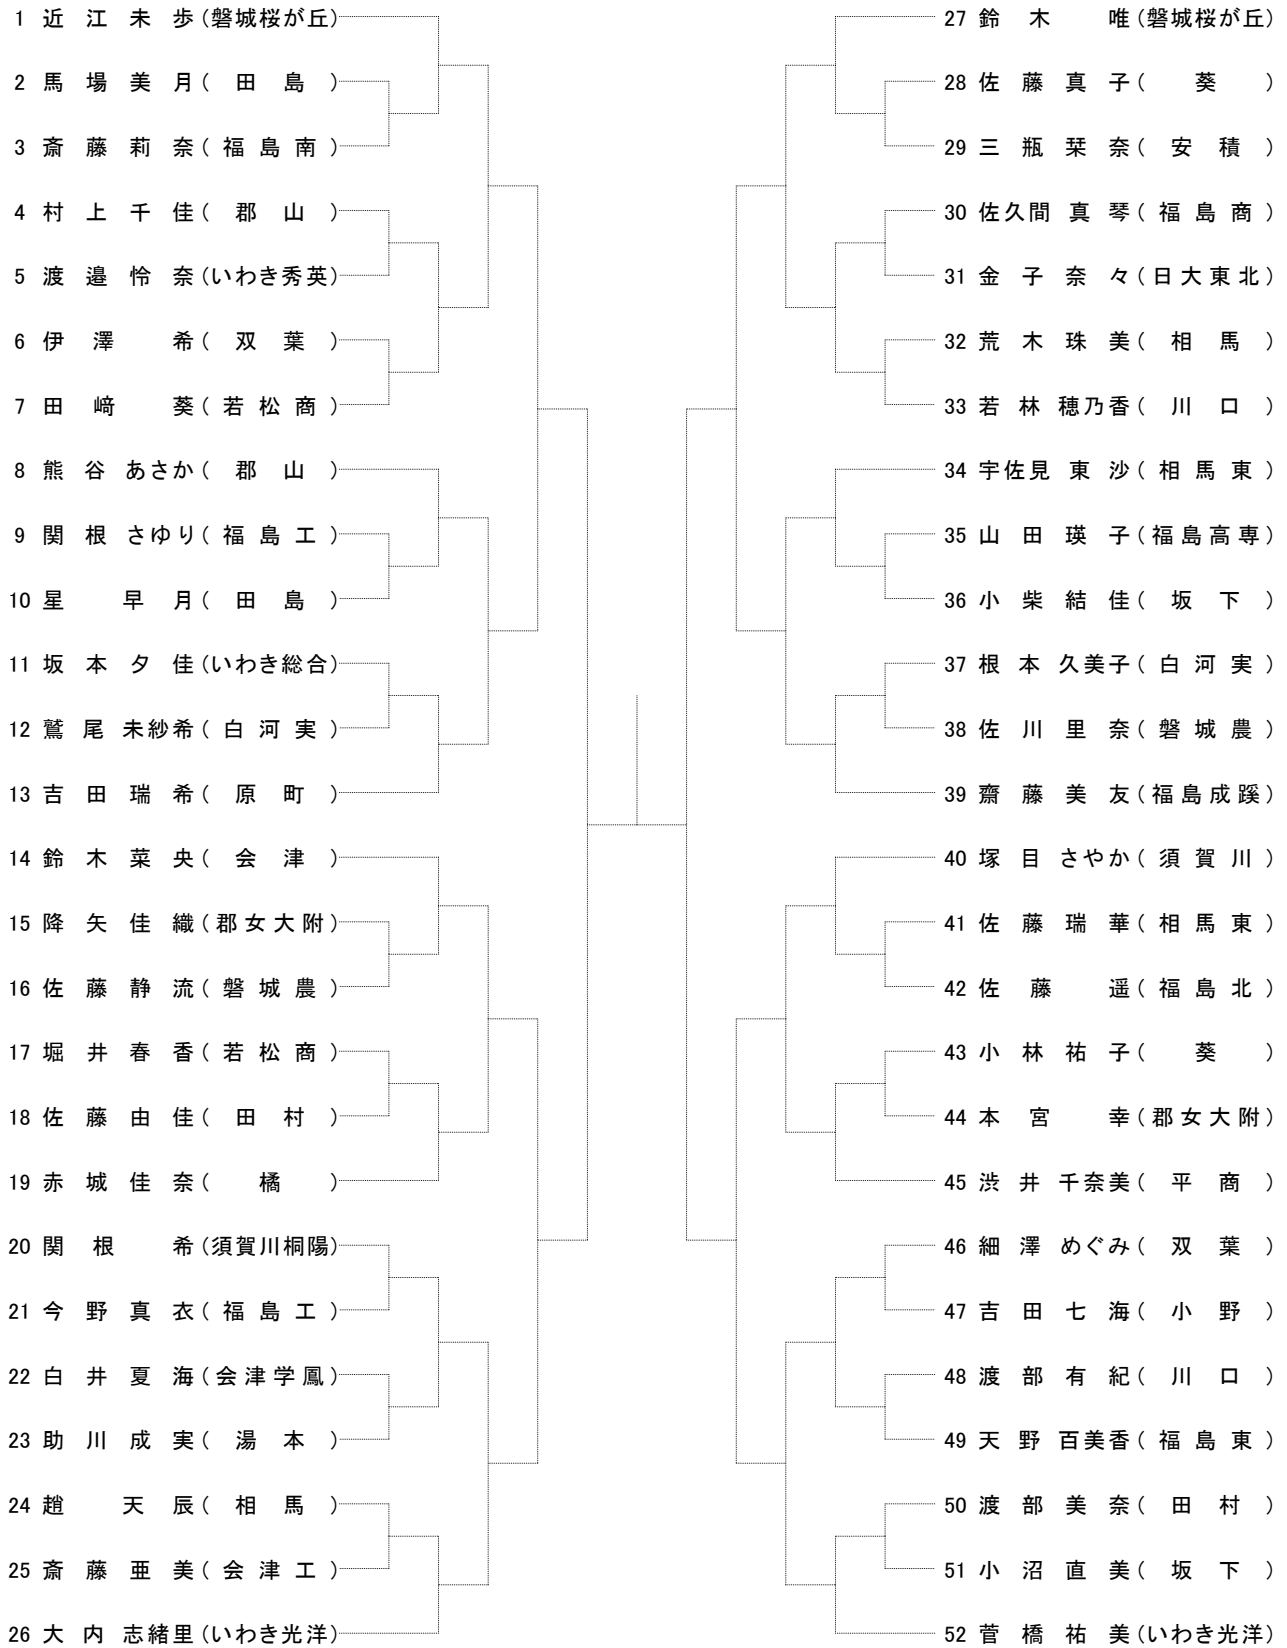 1 近江未歩(磐城桜が丘)
2 馬場美月(田島)
3 斎藤莉奈(福島南)
4 村上千佳(郡山)
5 渡邉怜奈(いわき秀英)
6 伊澤希(双葉)
7 田﨑葵(若松商)
8 熊谷あさか(郡山)
9 関根さゆり(福島工)
10 星早月(田島)
11 坂本夕佳(いわき総合)
12 鷲尾未紗希(白河実)
13 吉田瑞希(原町)
14 鈴木菜央(会津)
15 降矢佳織(郡女大附)
16 佐藤静流(磐城農)
17 堀井春香(若松商)
18 佐藤由佳(田村)
19 赤城佳奈(橘)
20 関根希(須賀川桐陽)
21 今野真衣(福島工)
22 白井夏海(会津学鳳)
23 助川成実(湯本)
24 趙天辰(相馬)
25 斎藤亜美(会津工)
26 大内志緒里(いわき光洋)
27 鈴木唯(磐城桜が丘)
28 佐藤真子(葵)
29 三瓶栞奈(安積)
30 佐久間真琴(福島商)
31 金子奈々(日大東北)
32 荒木珠美(相馬)
33 若林穂乃香(川口)
34 宇佐見東沙(相馬東)
35 山田瑛子(福島高専)
36 小柴結佳(坂下)
37 根本久美子(白河実)
38 佐川里奈(磐城農)
39 齋藤美友(福島成蹊)
40 塚目さやか(須賀川)
41 佐藤瑞華(相馬東)
42 佐藤遥(福島北)
43 小林祐子(葵)
44 本宮幸(郡女大附)
45 渋井千奈美(平商)
46 細澤めぐみ(双葉)
47 吉田七海(小野)
48 渡部有紀(川口)
49 天野百美香(福島東)
50 渡部美奈(田村)
51 小沼直美(坂下)
52 菅橋祐美(いわき光洋)